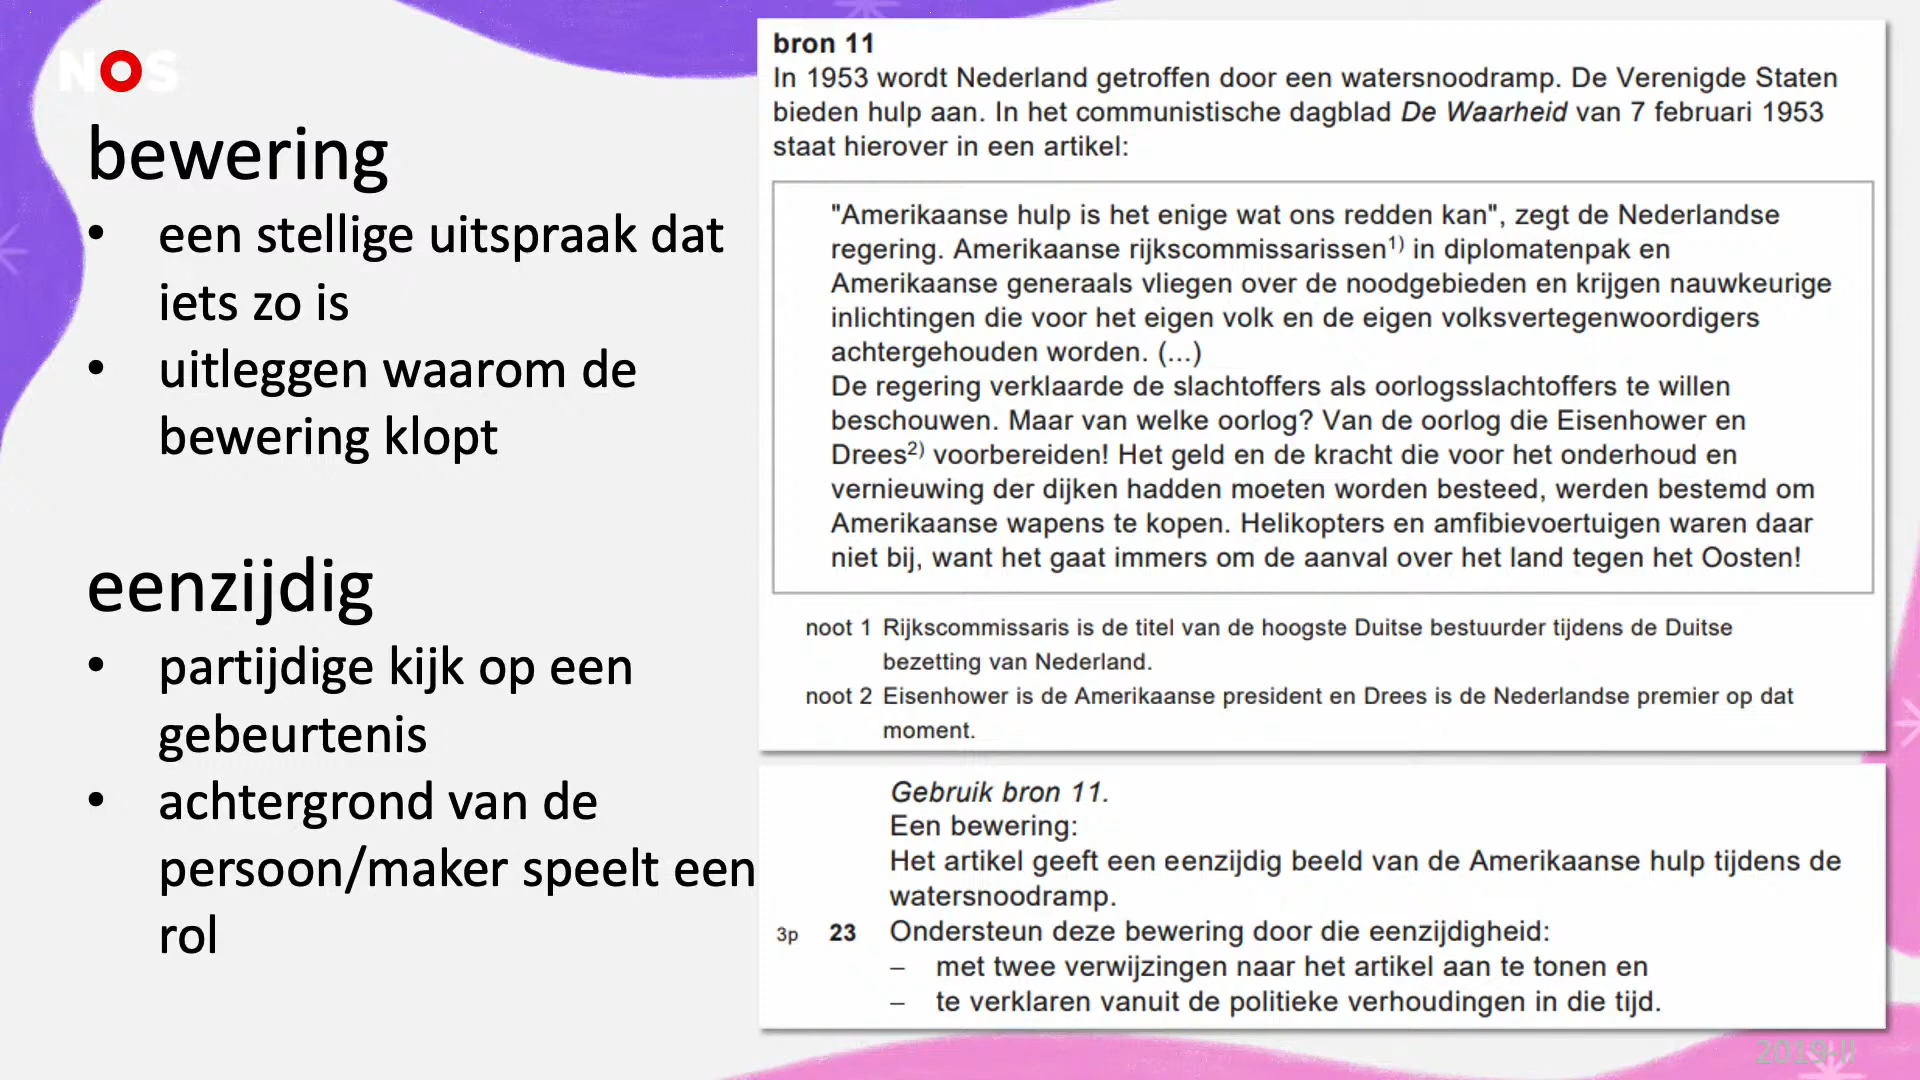 NOS
bewering
• een stellige uitspraak dat
iets zo is
• uitleggen waarom de
bewering klopt
eenzijdig
• partijdige kijk op een
gebeurtenis
• achtergrond van de
persoon/maker speelt een
rol
bron 11
In 1953 wordt Nederland getroffen door een watersnoodramp. De Verenigde Staten
bieden hulp aan. In het communistische dagblad De Waarheid van 7 februari 1953
staat hierover in een artikel:
"Amerikaanse hulp is het enige wat ons redden kan", zegt de Nederlandse
regering. Amerikaanse rijkscommissarissen1) in diplomatenpak en
Amerikaanse generaals vliegen over de noodgebieden en krijgen nauwkeurige
inlichtingen die voor het eigen volk en de eigen volksvertegenwoordigers
achtergehouden worden. (...)
De regering verklaarde de slachtoffers als oorlogsslachtoffers te willen
beschouwen. Maar van welke oorlog? Van de oorlog die Eisenhower en
Drees2) voorbereiden! Het geld en de kracht die voor het onderhoud en
vernieuwing der dijken hadden moeten worden besteed, werden bestemd om
Amerikaanse wapens te kopen. Helikopters en amfibievoertuigen waren daar
niet bij, want het gaat immers om de aanval over het land tegen het Oosten!
noot 1 Rijkscommissaris is de titel van de hoogste Duitse bestuurder tijdens de Duitse
bezetting van Nederland.
noot 2 Eisenhower is de Amerikaanse president en Drees is de Nederlandse premier op dat
moment.
Gebruik bron 11.
Een bewering:
Het artikel geeft een eenzijdig beeld van de Amerikaanse hulp tijdens de
watersnoodramp.
3p 23 Ondersteun deze bewering door die eenzijdigheid:
– met twee verwijzingen naar het artikel aan te tonen en
– te verklaren vanuit de politieke verhoudingen in die tijd.
2019-II